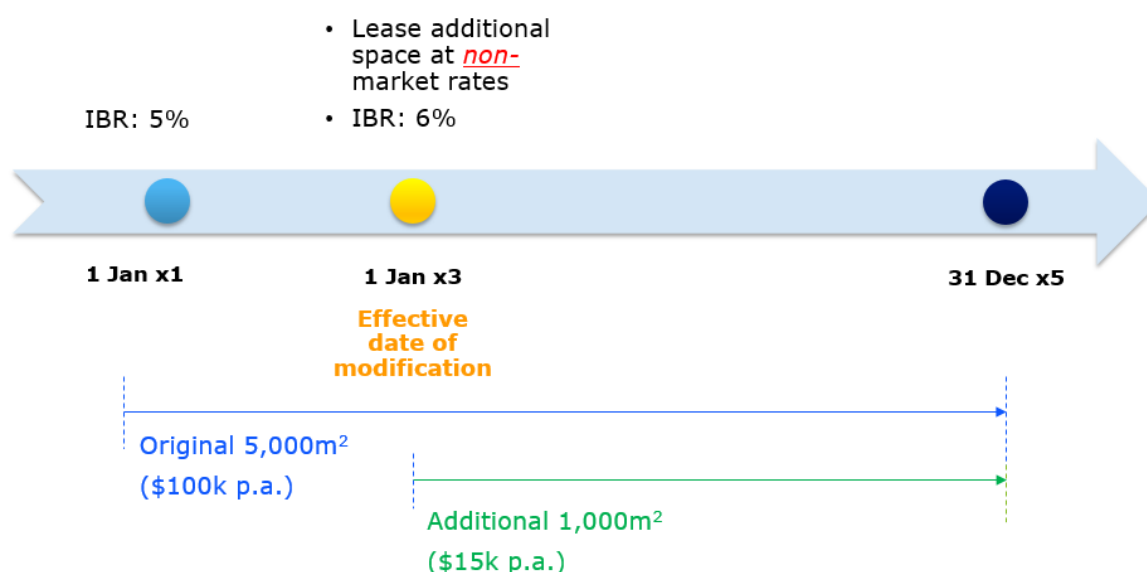 • Lease additional
space at non-
market rates
IBR: 5%
• IBR: 6%
1 Jan x1
1 Jan x3
31 Dec x5
Effective
date of
modification
Original 5,000m²
($100k p.a.)
Additional 1,000m²
($15k p.a.)